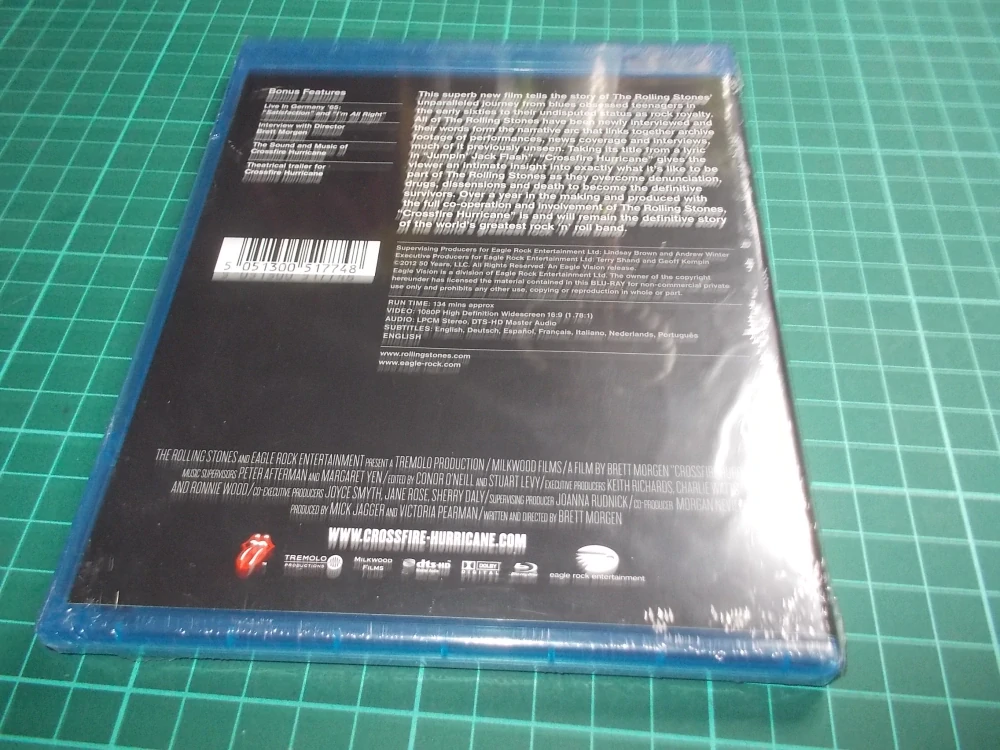 Bonus Features
Live in Germany '65:
"Satisfaction" and "I'm All Right"
Interview with Director
Brett Morgen
The Sound and Music of
Crossfire Hurricane
Theatrical trailer for
Crossfire Hurricane
This superb new film tells the story of The Rolling Stones'
unparalleled journey from blues obsessed teenagers in
the early sixties to their undisputed status as rock royalty.
All of The Rolling Stones have been newly interviewed and
their words form the narrative arc that links together archive
footage of performances, news coverage and interviews,
much of it previously unseen. Taking its title from a lyric
in "Jumpin' Jack Flash", "Crossfire Hurricane" gives the
viewer an intimate insight into exactly what it's like to be
part of The Rolling Stones as they overcome denunciation,
drugs, dissensions and death to become the definitive
survivors. Over a year in the making and produced with
the full co-operation and involvement of The Rolling Stones,
"Crossfire Hurricane" is and will remain the definitive story
of the world's greatest rock 'n' roll band.
5 051300 517748
Supervising Producers for Eagle Rock Entertainment Ltd: Lindsay Brown and Andrew Winter
Executive Producers for Eagle Rock Entertainment Ltd: Terry Shand and Geoff Kempin
©2012 50 Years, LLC. All Rights Reserved. An Eagle Vision release.
Eagle Vision is a division of Eagle Rock Entertainment Ltd. The owner of the copyright
hereunder has licensed the material contained in this BLU-RAY for non-commercial private
use only and prohibits any other use, copying or reproduction in whole or part.
RUN TIME: 134 mins approx
VIDEO: 1080P High Definition Widescreen 16:9 (1.78:1)
AUDIO: LPCM Stereo, DTS-HD Master Audio
SUBTITLES: English, Deutsch, Español, Français, Italiano, Nederlands, Português
ENGLISH
www.rollingstones.com
www.eagle-rock.com
THE ROLLING STONES AND EAGLE ROCK ENTERTAINMENT PRESENT A TREMOLO PRODUCTION / MILKWOOD FILMS / A FILM BY BRETT MORGEN "CROSSFIRE
MUSIC SUPERVISORS PETER AFTERMAN AND MARGARET YEN / EDITED BY CONOR O'NEILL AND STUART LEVY / EXECUTIVE PRODUCERS KEITH RICHARDS, CHARLIE
AND RONNIE WOOD / CO-EXECUTIVE PRODUCERS JOYCE SMYTH, JANE ROSE, SHERRY DALY / SUPERVISING PRODUCER JOANNA RUDNICK / CO-PRODUCER MORGAN
PRODUCED BY MICK JAGGER AND VICTORIA PEARMAN / WRITTEN AND DIRECTED BY BRETT MORGEN
WWW.CROSSFIRE-HURRICANE.COM
TREMOLO
PRODUCTIONS
MILKWOOD
FILMS
dts-HD
DOLBY
DIGITAL
eagle rock entertainment